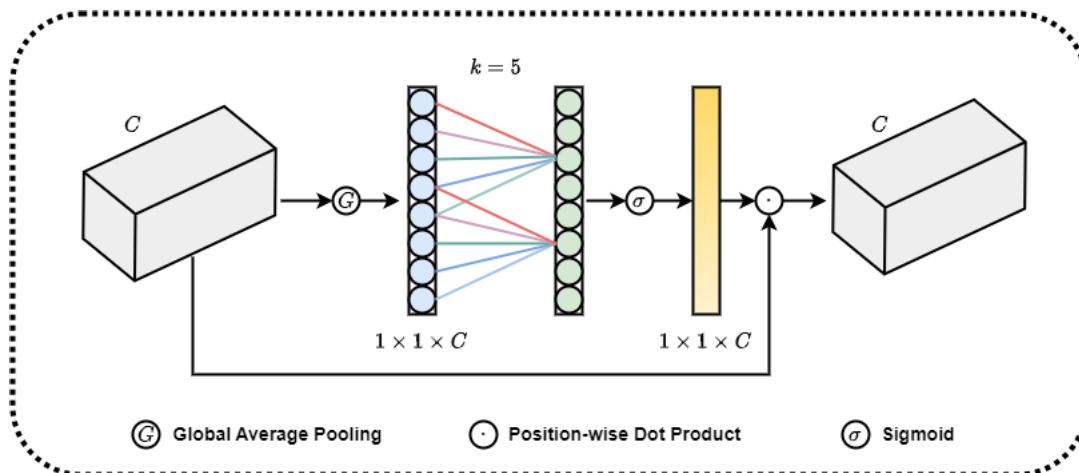 k = 5
C
C
G
σ
·
1 × 1 × C
1 × 1 × C
G Global Average Pooling
· Position-wise Dot Product
σ Sigmoid